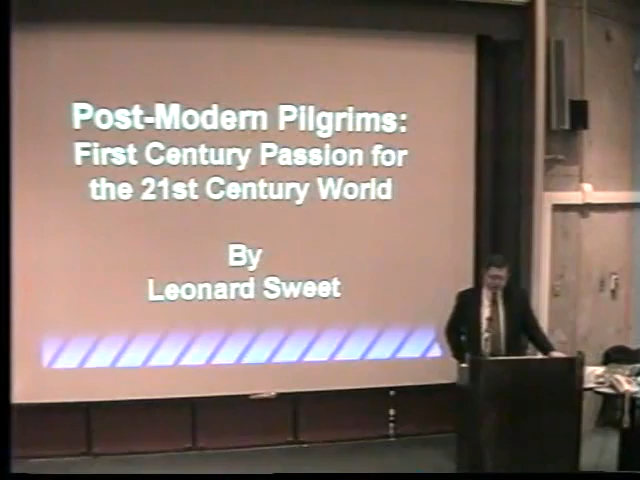 Post-Modern Pilgrims:
First Century Passion for
the 21st Century World
By
Leonard Sweet